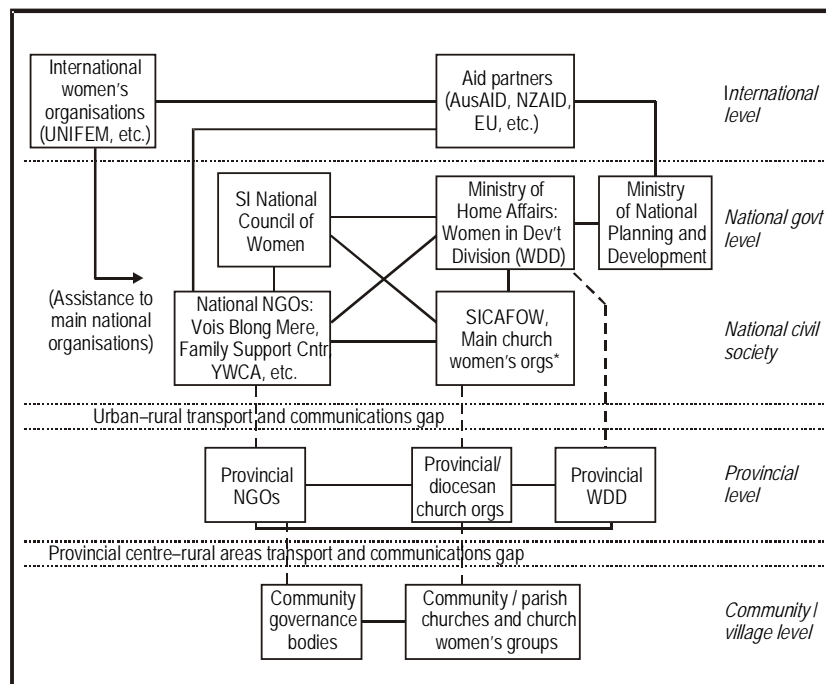 International
women's
organisations
(UNIFEM, etc.)
Aid partners
(AusAID, NZAID,
EU, etc.)
International
level
SI National
Council of
Women
Ministry of
Home Affairs:
Women in Dev't
Division (WDD)
Ministry
of National
Planning and
Development
National govt
level
(Assistance to
main national
organisations)
National NGOs:
Vois Blong Mere,
Family Support Cntr,
YWCA, etc.
SICAFOW,
Main church
women's orgs*
National civil
society
Urban–rural transport and communications gap
Provincial
NGOs
Provincial/
diocesan
church orgs
Provincial
WDD
Provincial
level
Provincial centre–rural areas transport and communications gap
Community
governance
bodies
Community / parish
churches and church
women's groups
Community/
village level